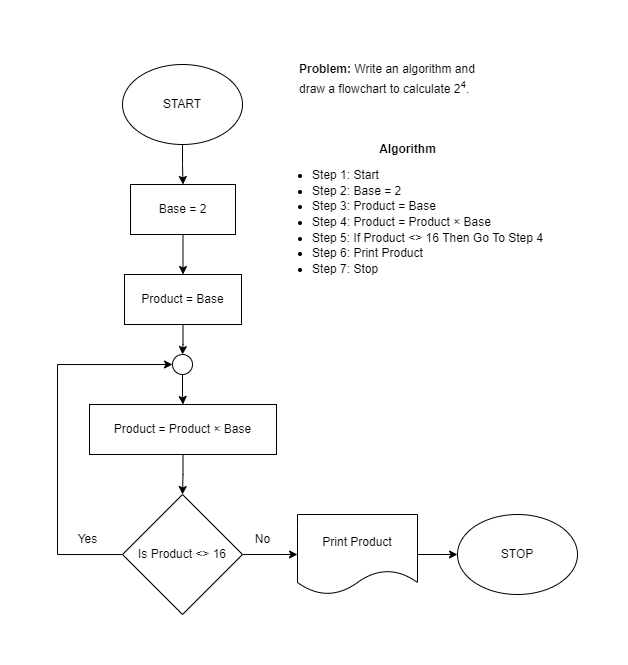 Problem: Write an algorithm and
draw a flowchart to calculate 2⁴.
START
Algorithm
• Step 1: Start
• Step 2: Base = 2
• Step 3: Product = Base
• Step 4: Product = Product × Base
• Step 5: If Product <> 16 Then Go To Step 4
• Step 6: Print Product
• Step 7: Stop
Base = 2
Product = Base
Product = Product × Base
Yes
Is Product <> 16
No
Print Product
STOP